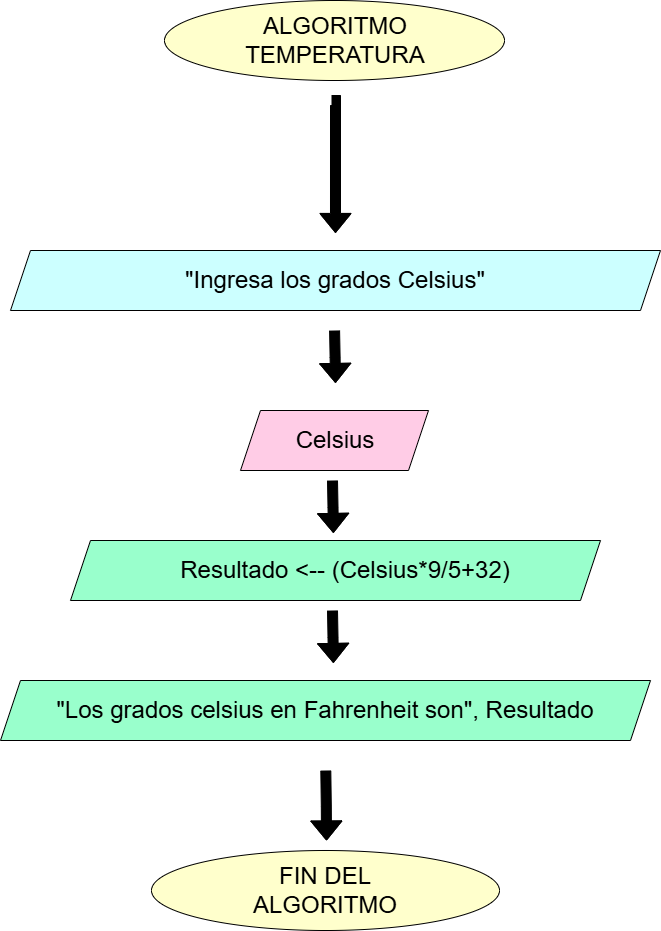 ALGORITMO
TEMPERATURA
"Ingresa los grados Celsius"
Celsius
Resultado <-- (Celsius*9/5+32)
"Los grados celsius en Fahrenheit son", Resultado
FIN DEL
ALGORITMO